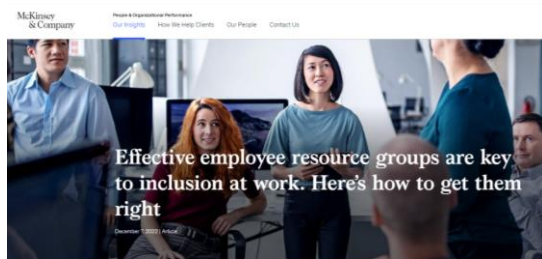 McKinsey
& Company
People & Organizational Performance
Our Insights How We Help Clients Our People Contact Us
Effective employee resource groups are key
to inclusion at work. Here's how to get them
right
December 7, 2022 | Article